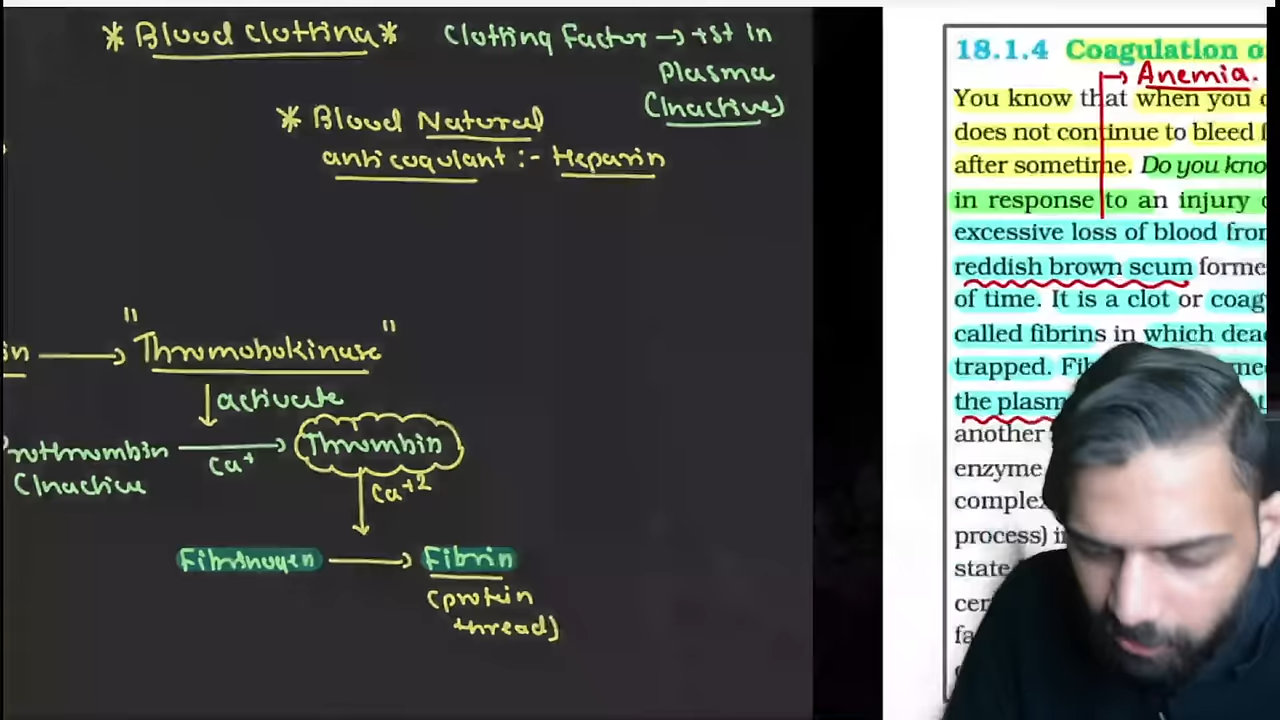 * Blood Clotting * Clotting Factor → +st in
plasma
(Inactive)
* Blood Natural
anticoagulant :- Heparin
in → "Thromobokinase"
↓ activate
rothrombin → Thrombin
Ca+
(Inactive
↓ Ca+2
Fibrinogen → Fibrin
(protein
thread)
18.1.4 Coagulation o
→ Anemia.
You know that when you
does not continue to bleed
after sometime. Do you kno
in response to an injury
excessive loss of blood fro
reddish brown scum forme
of time. It is a clot or coag
called fibrins in which dea
trapped.
the plasm
another
enzyme
comple
process) i
state
cer
fa